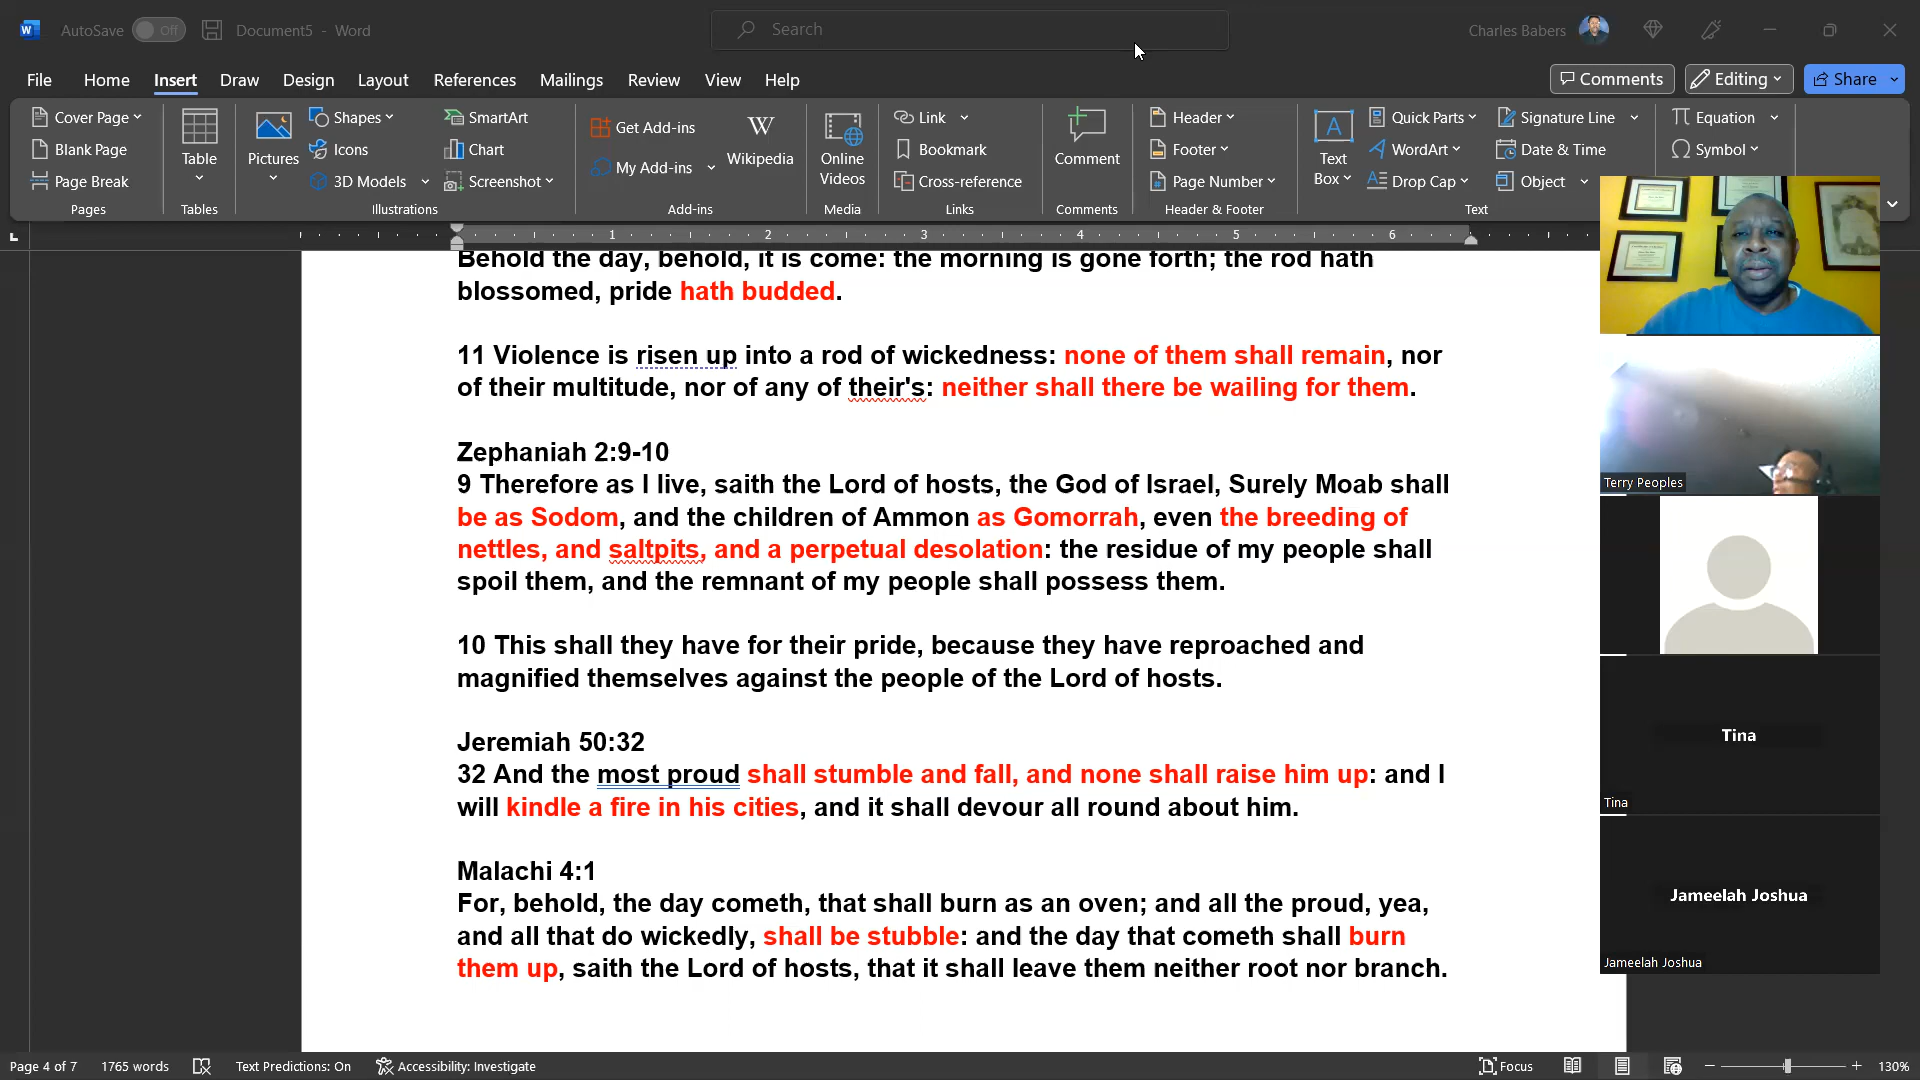 AutoSave Off Document5 - Word Search Charles Babers
File Home Insert Draw Design Layout References Mailings Review View Help Comments Editing Share
Cover Page
Blank Page
Page Break
Pages
Table
Tables
Pictures
Shapes
Icons
3D Models
SmartArt
Chart
Screenshot
Illustrations
Get Add-ins
My Add-ins
W
Wikipedia
Add-ins
Online
Videos
Media
Link
Bookmark
Cross-reference
Links
Comment
Comments
Header
Footer
Page Number
Header & Footer
Text
Box
Quick Parts
WordArt
Drop Cap
Signature Line
Date & Time
Object
Text
Equation
Symbol
1 2 3 4 5 6
Behold the day, behold, it is come: the morning is gone forth; the rod hath
blossomed, pride hath budded.
11 Violence is risen up into a rod of wickedness: none of them shall remain, nor
of their multitude, nor of any of their's: neither shall there be wailing for them.
Zephaniah 2:9-10
9 Therefore as I live, saith the Lord of hosts, the God of Israel, Surely Moab shall
be as Sodom, and the children of Ammon as Gomorrah, even the breeding of
nettles, and saltpits, and a perpetual desolation: the residue of my people shall
spoil them, and the remnant of my people shall possess them.
10 This shall they have for their pride, because they have reproached and
magnified themselves against the people of the Lord of hosts.
Jeremiah 50:32
32 And the most proud shall stumble and fall, and none shall raise him up: and I
will kindle a fire in his cities, and it shall devour all round about him.
Malachi 4:1
For, behold, the day cometh, that shall burn as an oven; and all the proud, yea,
and all that do wickedly, shall be stubble: and the day that cometh shall burn
them up, saith the Lord of hosts, that it shall leave them neither root nor branch.
Terry Peoples
Tina
Tina
Jameelah Joshua
Jameelah Joshua
Page 4 of 7 1765 words Text Predictions: On Accessibility: Investigate Focus 130%